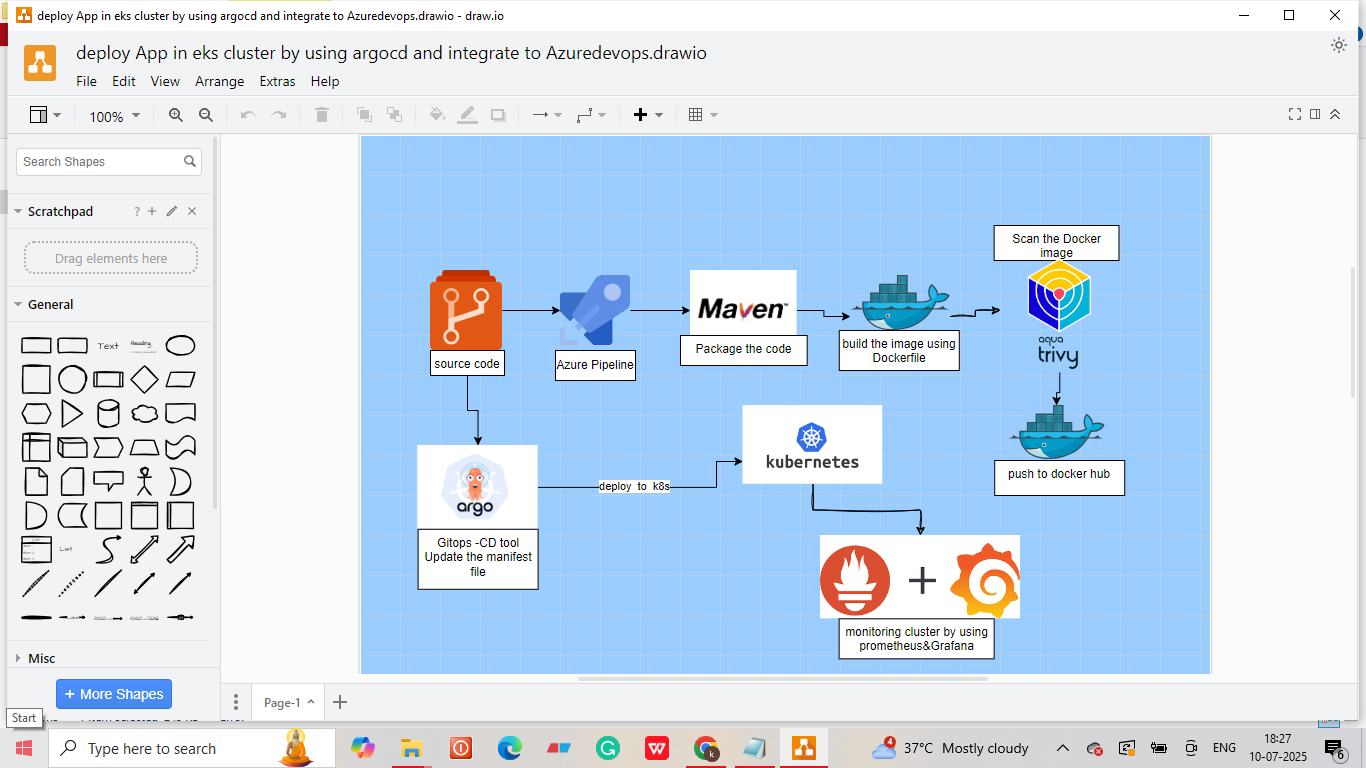 deploy App in eks cluster by using argocd and integrate to Azuredevops.drawio - draw.io
deploy App in eks cluster by using argocd and integrate to Azuredevops.drawio
File Edit View Arrange Extras Help
100%
Search Shapes
Scratchpad
?
Drag elements here
General
Text
Heading
List
Misc
+ More Shapes
Start
Scan the Docker
image
Maven™
source code
Azure Pipeline
Package the code
build the image using
Dockerfile
aqua
trivy
push to docker hub
kubernetes
deploy to k8s
argo
Gitops -CD tool
Update the manifest
file
+
monitoring cluster by using
prometheus&Grafana
Page-1
Type here to search
k
4
37°C Mostly cloudy
ENG
18:27
10-07-2025
6